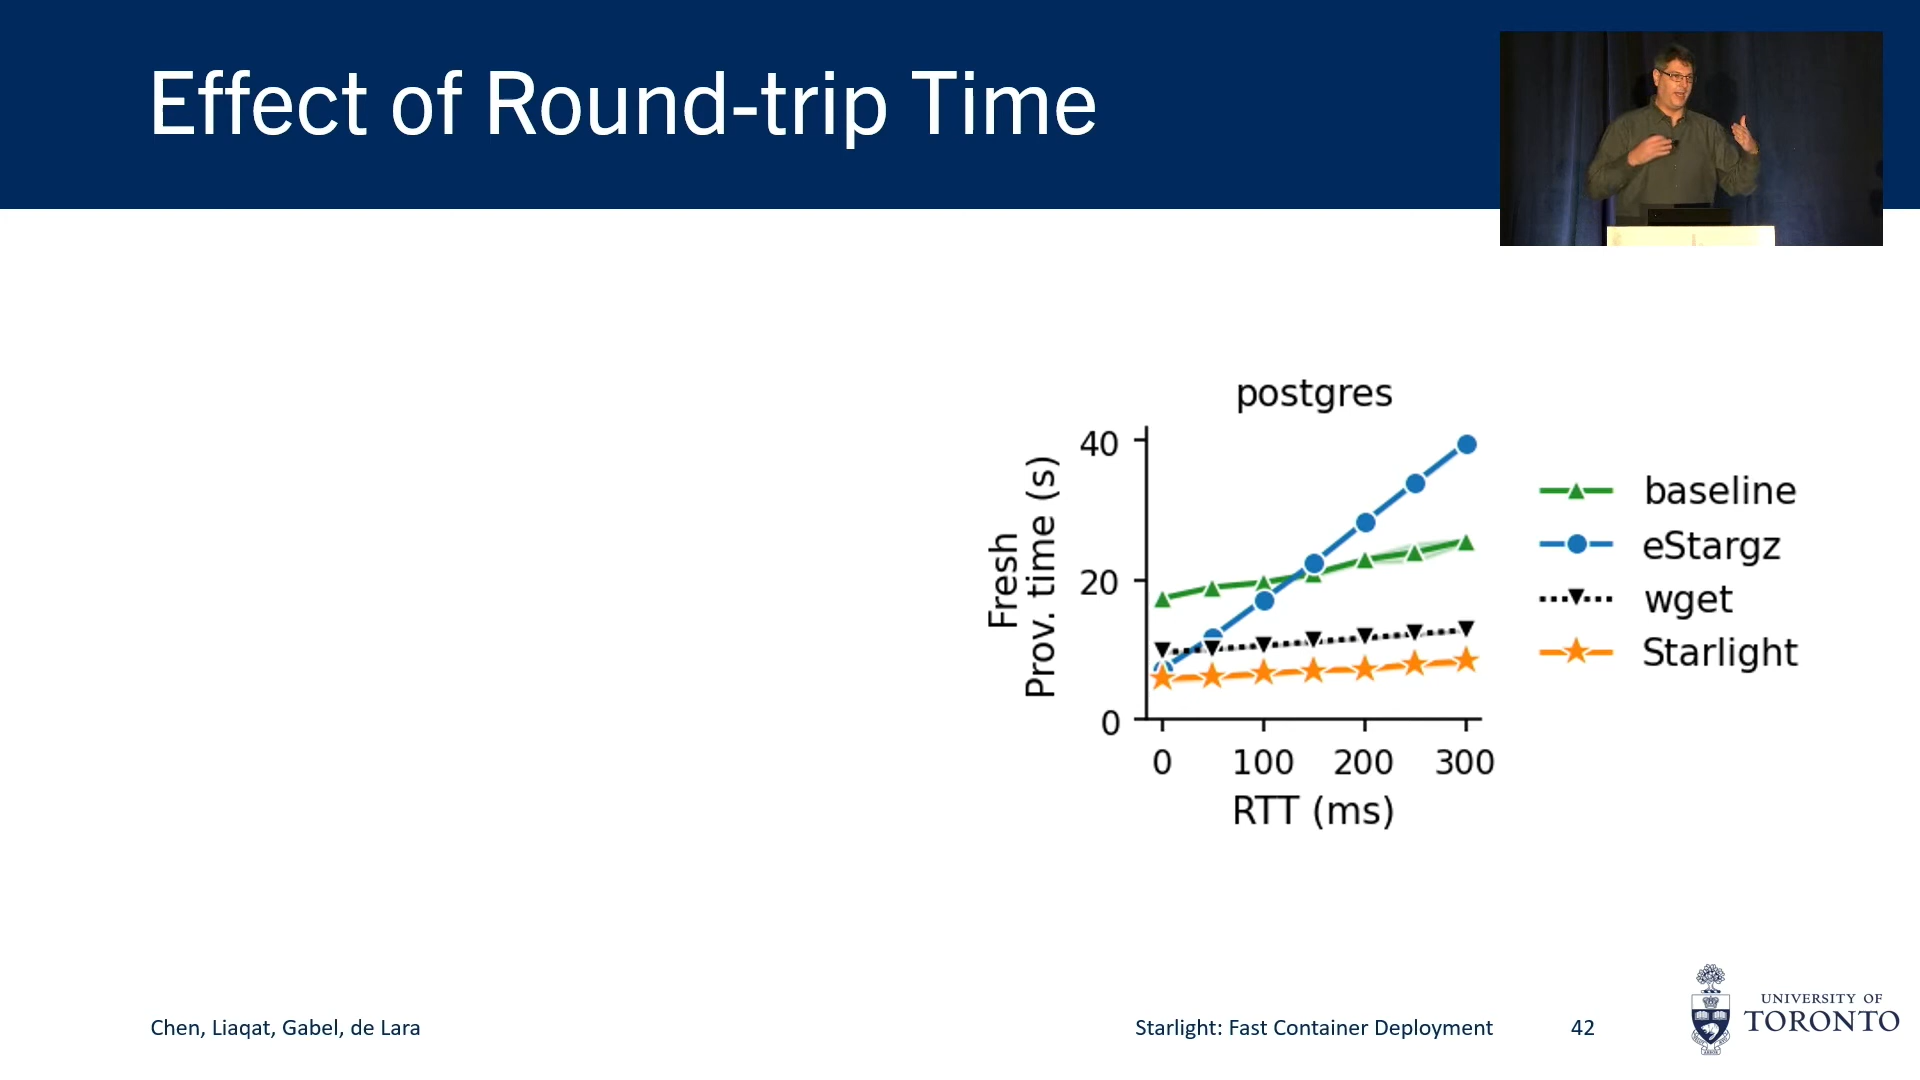 Effect of Round-trip Time
postgres
Fresh
Prov. time (s)
40
20
0
0 100 200 300
RTT (ms)
baseline
eStargz
wget
Starlight
Chen, Liaqat, Gabel, de Lara
Starlight: Fast Container Deployment
42
UNIVERSITY OF
TORONTO